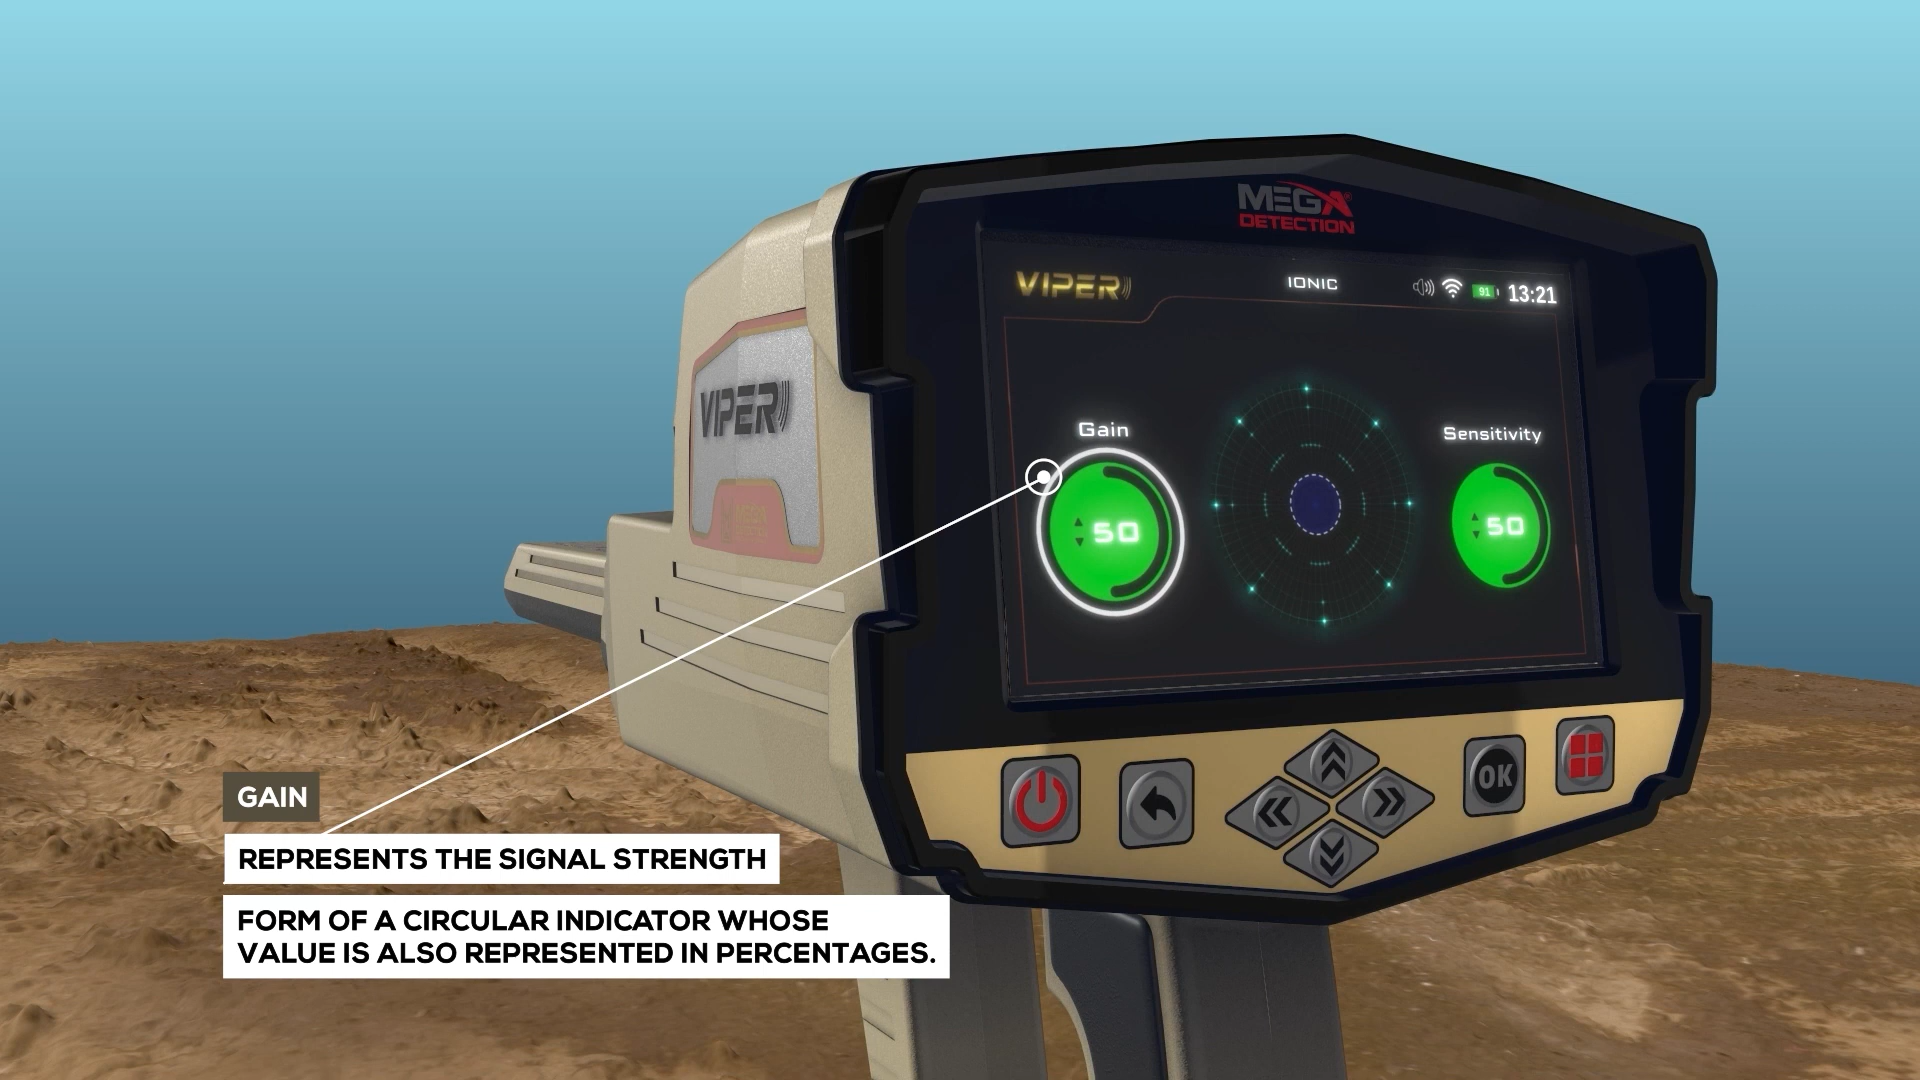 MEGA
DETECTION
VIPER
IONIC
91
13:21
Gain
Sensitivity
50
50
VIPER
OK
GAIN
REPRESENTS THE SIGNAL STRENGTH
FORM OF A CIRCULAR INDICATOR WHOSE
VALUE IS ALSO REPRESENTED IN PERCENTAGES.